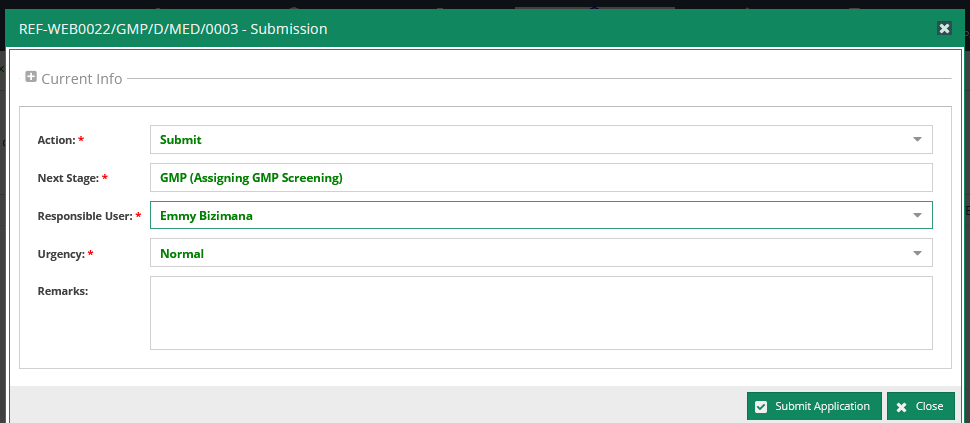 REF-WEB0022/GMP/D/MED/0003 - Submission
Current Info
Action: * Submit
Next Stage: * GMP (Assigning GMP Screening)
Responsible User: * Emmy Bizimana
Urgency: * Normal
Remarks:
Submit Application Close